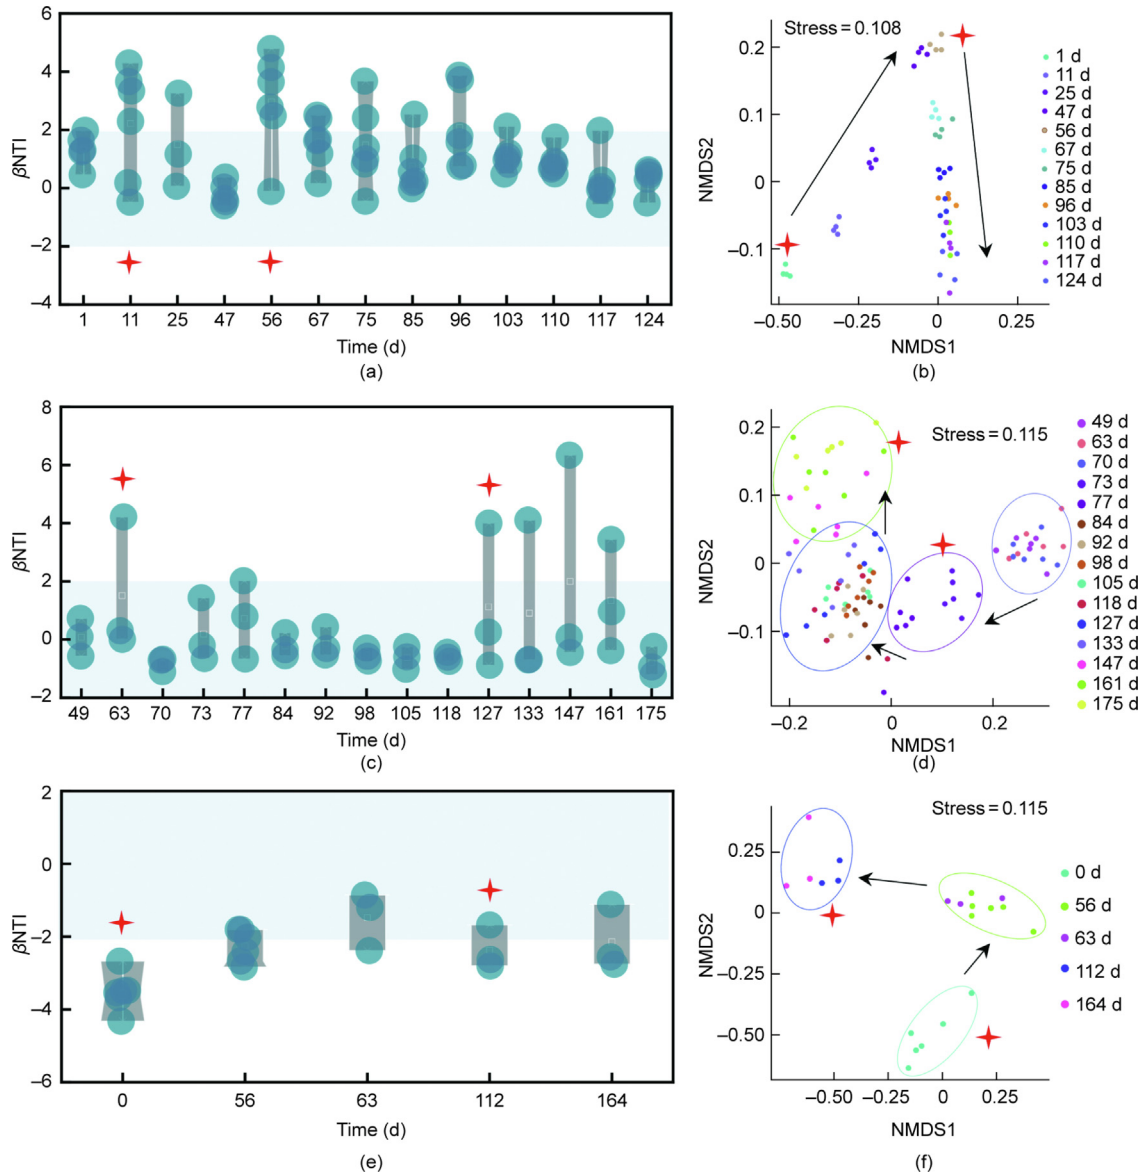 6
4
2
0
–2
–4
βNTI
1 11 25 47 56 67 75 85 96 103 110 117 124
Time (d)
(a)
Stress = 0.108
0.2
0.1
0
–0.1
NMDS2
–0.50 –0.25 0 0.25
NMDS1
(b)
1 d
11 d
25 d
47 d
56 d
67 d
75 d
85 d
96 d
103 d
110 d
117 d
124 d
8
6
4
2
0
–2
βNTI
49 63 70 73 77 84 92 98 105 118 127 133 147 161 175
Time (d)
(c)
Stress = 0.115
0.2
0.1
0
–0.1
NMDS2
–0.2 0 0.2
NMDS1
(d)
49 d
63 d
70 d
73 d
77 d
84 d
92 d
98 d
105 d
118 d
127 d
133 d
147 d
161 d
175 d
2
0
–2
–4
–6
βNTI
0 56 63 112 164
Time (d)
(e)
Stress = 0.115
0.25
0
–0.25
–0.50
NMDS2
–0.50 –0.25 0 0.25
NMDS1
(f)
0 d
56 d
63 d
112 d
164 d